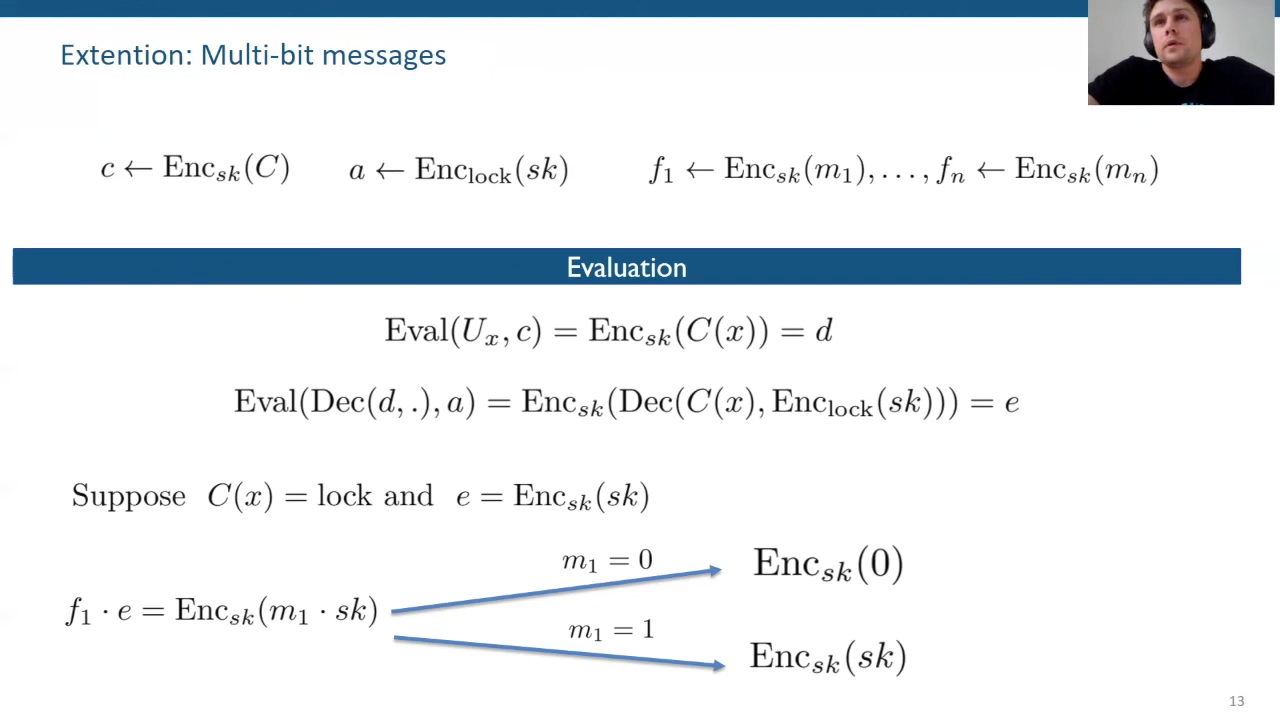 Extention: Multi-bit messages
c ← Enc_sk(C) a ← Enc_lock(sk) f_1 ← Enc_sk(m_1), . . . , f_n ← Enc_sk(m_n)
Evaluation
Eval(U_x, c) = Enc_sk(C(x)) = d
Eval(Dec(d, .), a) = Enc_sk(Dec(C(x), Enc_lock(sk))) = e
Suppose C(x) = lock and e = Enc_sk(sk)
m_1 = 0 Enc_sk(0)
f_1 · e = Enc_sk(m_1 · sk)
m_1 = 1 Enc_sk(sk)
13